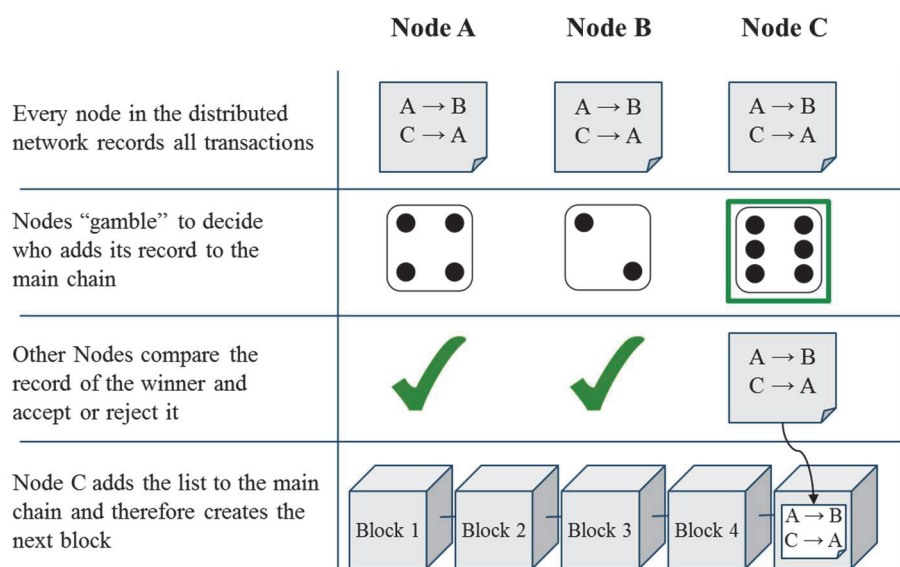 Node A Node B Node C
Every node in the distributed
network records all transactions
A → B A → B A → B
C → A C → A C → A
Nodes “gamble” to decide
who adds its record to the
main chain
Other Nodes compare the
record of the winner and
accept or reject it
A → B
C → A
Node C adds the list to the main
chain and therefore creates the
next block
Block 1 Block 2 Block 3 Block 4
A → B
C → A